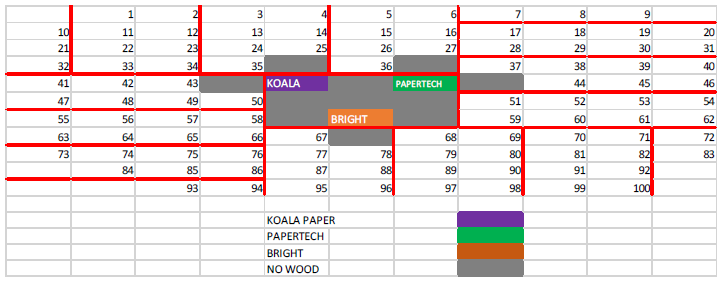 1 2 3 4 5 6 7 8 9
10 11 12 13 14 15 16 17 18 19 20
21 22 23 24 25 26 27 28 29 30 31
32 33 34 35 36 37 38 39 40
41 42 43 KOALA PAPERTECH 44 45 46
47 48 49 50 51 52 53 54
55 56 57 58 BRIGHT 59 60 61 62
63 64 65 66 67 68 69 70 71 72
73 74 75 76 77 78 79 80 81 82 83
84 85 86 87 88 89 90 91 92
93 94 95 96 97 98 99 100
KOALA PAPER
PAPERTECH
BRIGHT
NO WOOD